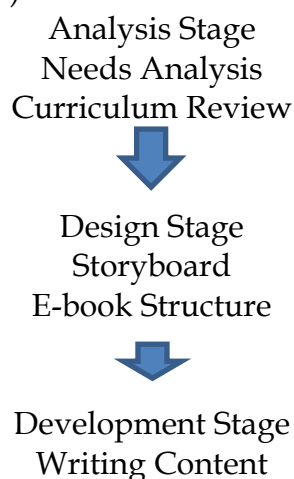 Analysis Stage
Needs Analysis
Curriculum Review
Design Stage
Storyboard
E-book Structure
Development Stage
Writing Content